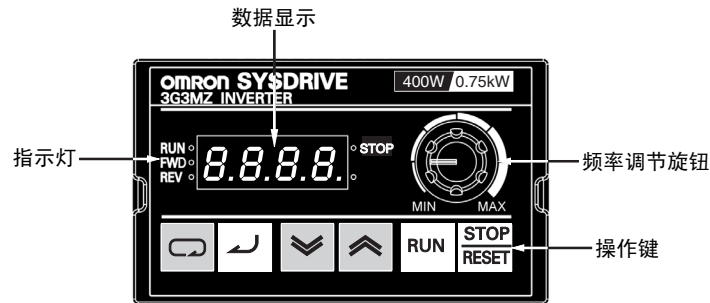 数据显示
omron SYSDRIVE
400W 0.75kW
3G3MZ INVERTER
指示灯
RUN
FWD
REV
8.8.8.8.
STOP
频率调节旋钮
MIN MAX
RUN
STOP
RESET
操作键